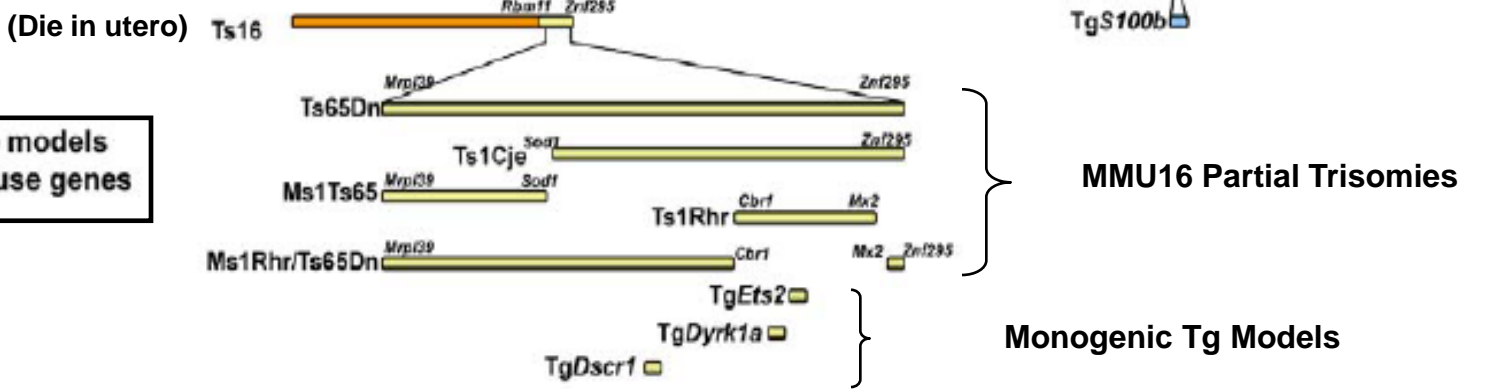 Rbm11 Znf295
(Die in utero) Ts16
TgS100b
Mrpl39 Znf295
Ts65Dn
models
use genes
Ts1Cje Sod1 Znf295
Ms1Ts65 Mrpl39 Sod1
MMU16 Partial Trisomies
Ts1Rhr Cbr1 Mx2
Ms1Rhr/Ts65Dn Mrpl39 Cbr1 Mx2 Znf295
TgEts2
TgDyrk1a
Monogenic Tg Models
TgDscr1